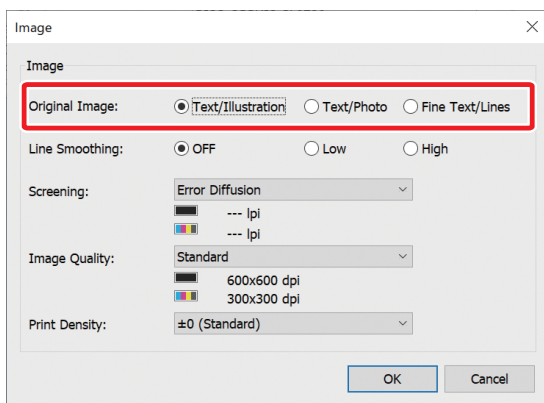 Image
Image
Original Image: Text/Illustration Text/Photo Fine Text/Lines
Line Smoothing: OFF Low High
Screening: Error Diffusion
--- lpi
--- lpi
Image Quality: Standard
600x600 dpi
300x300 dpi
Print Density: ±0 (Standard)
OK Cancel